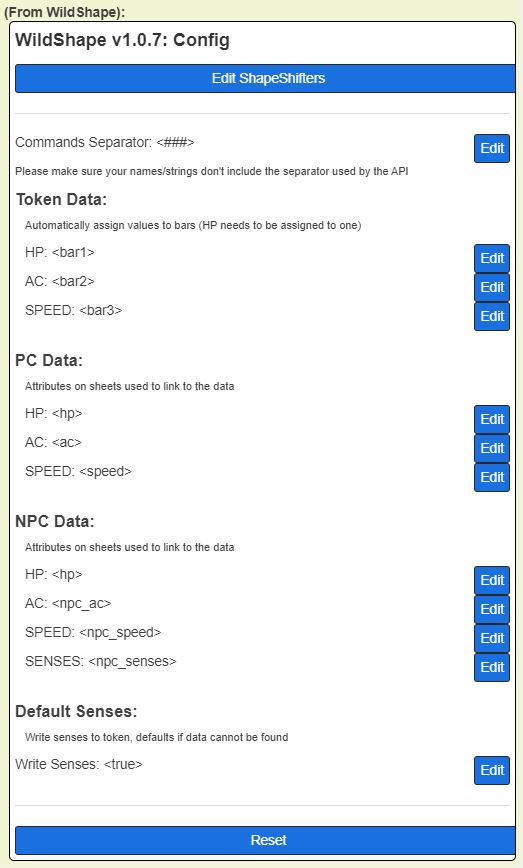 (From WildShape):
WildShape v1.0.7: Config
Edit ShapeShifters
Commands Separator: <###>
Edit
Please make sure your names/strings don't include the separator used by the API
Token Data:
Automatically assign values to bars (HP needs to be assigned to one)
HP: <bar1>
Edit
AC: <bar2>
Edit
SPEED: <bar3>
Edit
PC Data:
Attributes on sheets used to link to the data
HP: <hp>
Edit
AC: <ac>
Edit
SPEED: <speed>
Edit
NPC Data:
Attributes on sheets used to link to the data
HP: <hp>
Edit
AC: <npc_ac>
Edit
SPEED: <npc_speed>
Edit
SENSES: <npc_senses>
Edit
Default Senses:
Write senses to token, defaults if data cannot be found
Write Senses: <true>
Edit
Reset